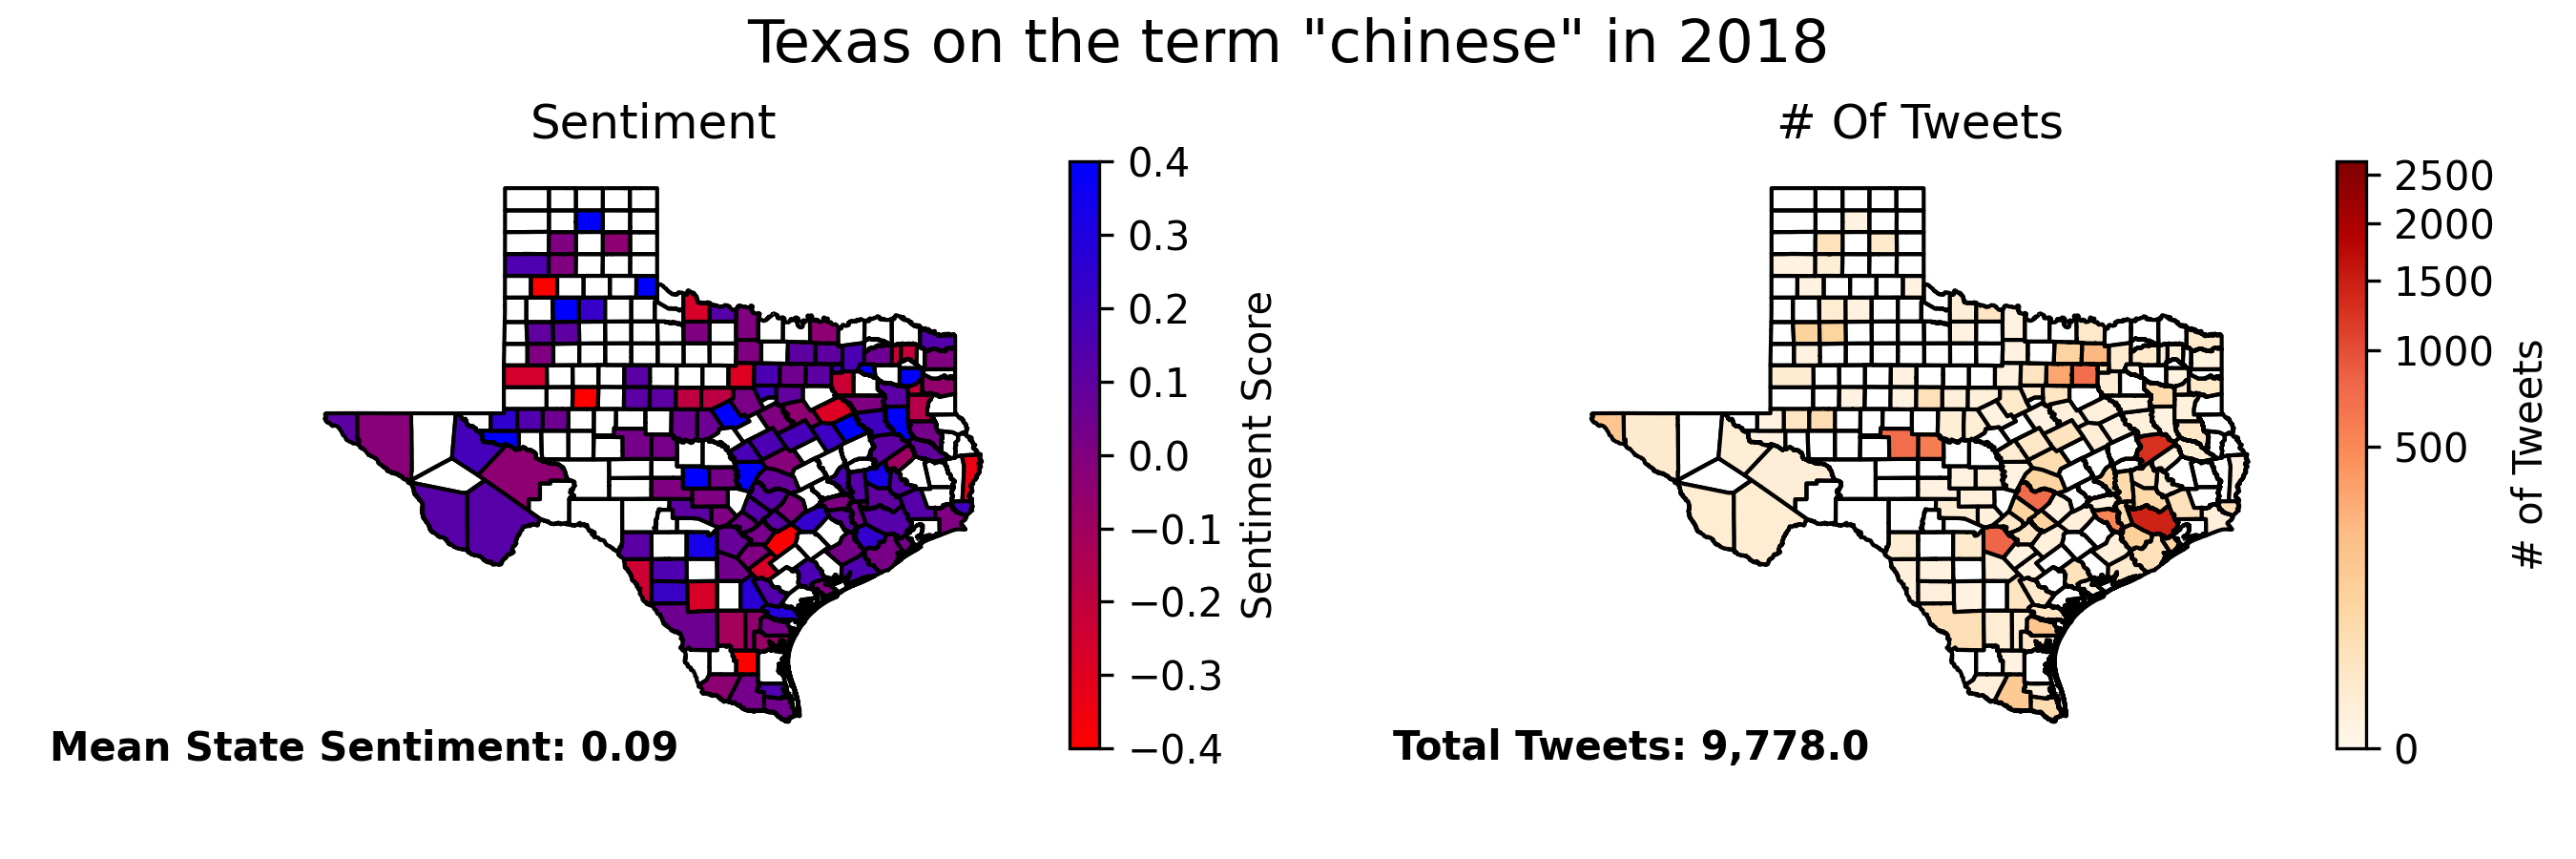 Texas on the term "chinese" in 2018
Sentiment
# Of Tweets
0.4
0.3
0.2
0.1
0.0
−0.1
−0.2
−0.3
−0.4
Sentiment Score
2500
2000
1500
1000
500
0
# of Tweets
Mean State Sentiment: 0.09
Total Tweets: 9,778.0